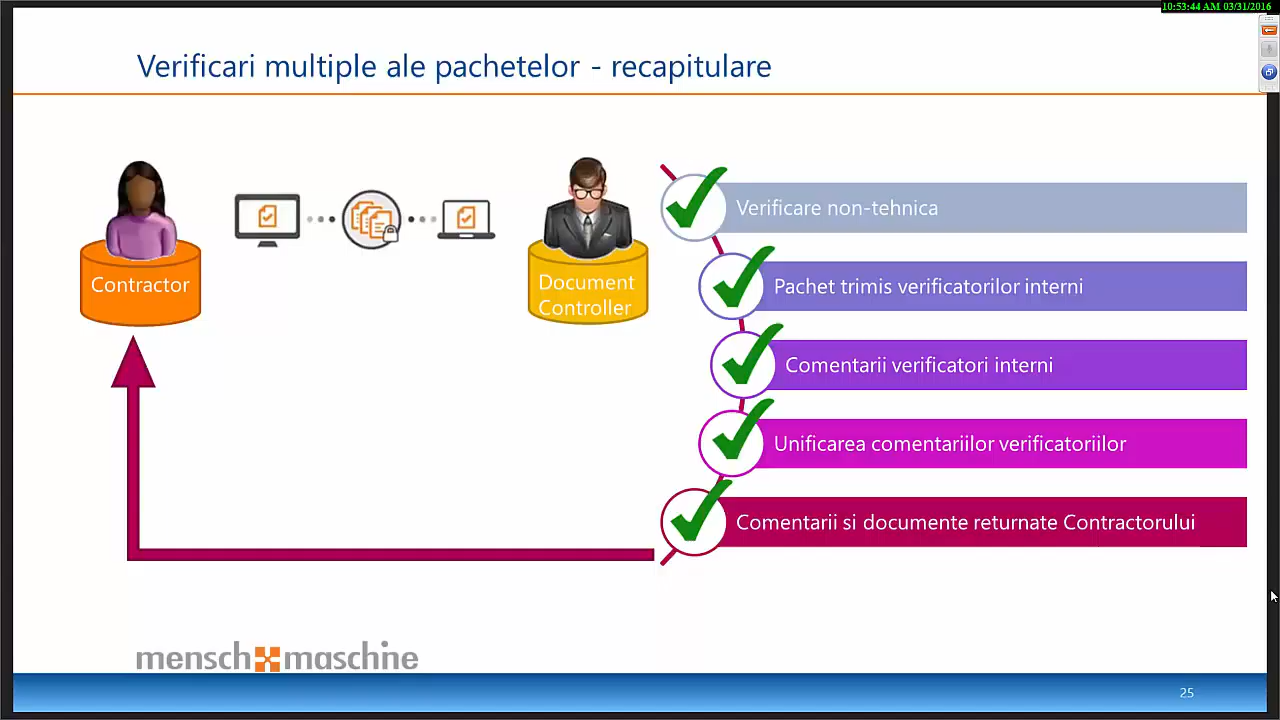 10:53:44 AM 03/31/2016
Verificari multiple ale pachetelor - recapitulare
Contractor
Document
Controller
Verificare non-tehnica
Pachet trimis verificatorilor interni
Comentarii verificatori interni
Unificarea comentariilor verificatoriilor
Comentarii si documente returnate Contractorului
mensch maschine
25